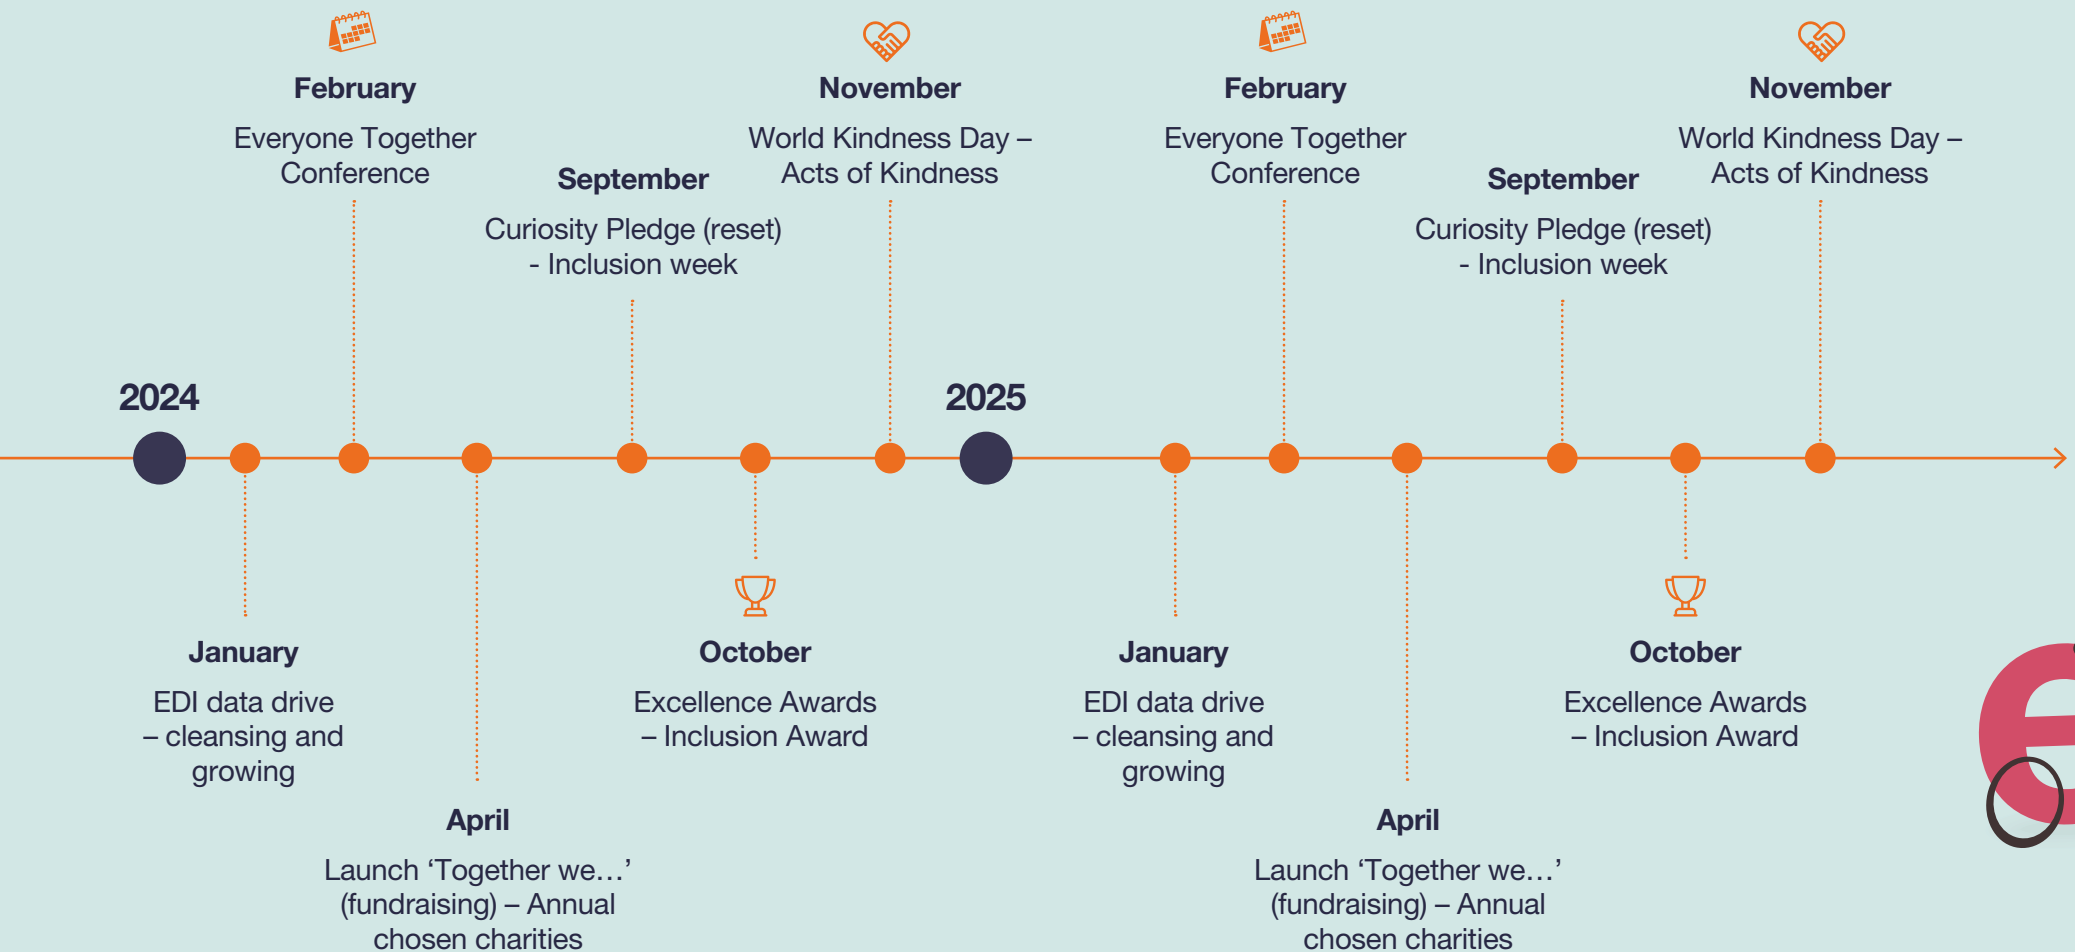 2024
January
EDI data drive
– cleansing and
growing
February
Everyone Together
Conference
April
Launch ‘Together we…’
(fundraising) – Annual
chosen charities
September
Curiosity Pledge (reset)
- Inclusion week
October
Excellence Awards
– Inclusion Award
November
World Kindness Day –
Acts of Kindness
2025
January
EDI data drive
– cleansing and
growing
February
Everyone Together
Conference
April
Launch ‘Together we…’
(fundraising) – Annual
chosen charities
September
Curiosity Pledge (reset)
- Inclusion week
October
Excellence Awards
– Inclusion Award
November
World Kindness Day –
Acts of Kindness
e